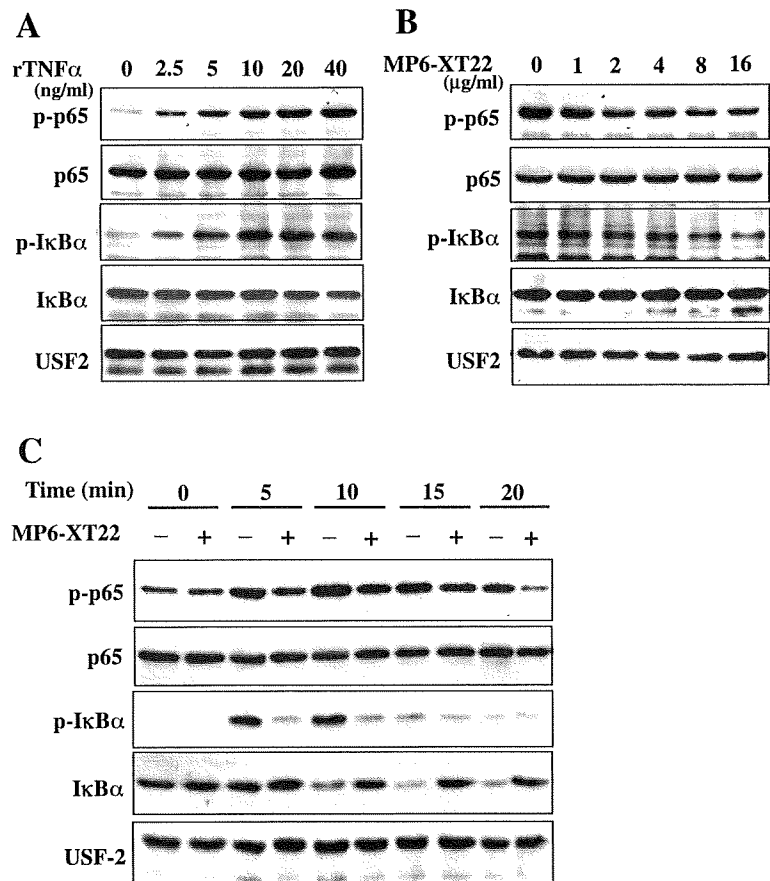 A
rTNFα 0 2.5 5 10 20 40
(ng/ml)
p-p65
p65
p-IκBα
IκBα
USF2
B
MP6-XT22 0 1 2 4 8 16
(μg/ml)
p-p65
p65
p-IκBα
IκBα
USF2
C
Time (min) 0 5 10 15 20
MP6-XT22 − + − + − + − + − +
p-p65
p65
p-IκBα
IκBα
USF-2